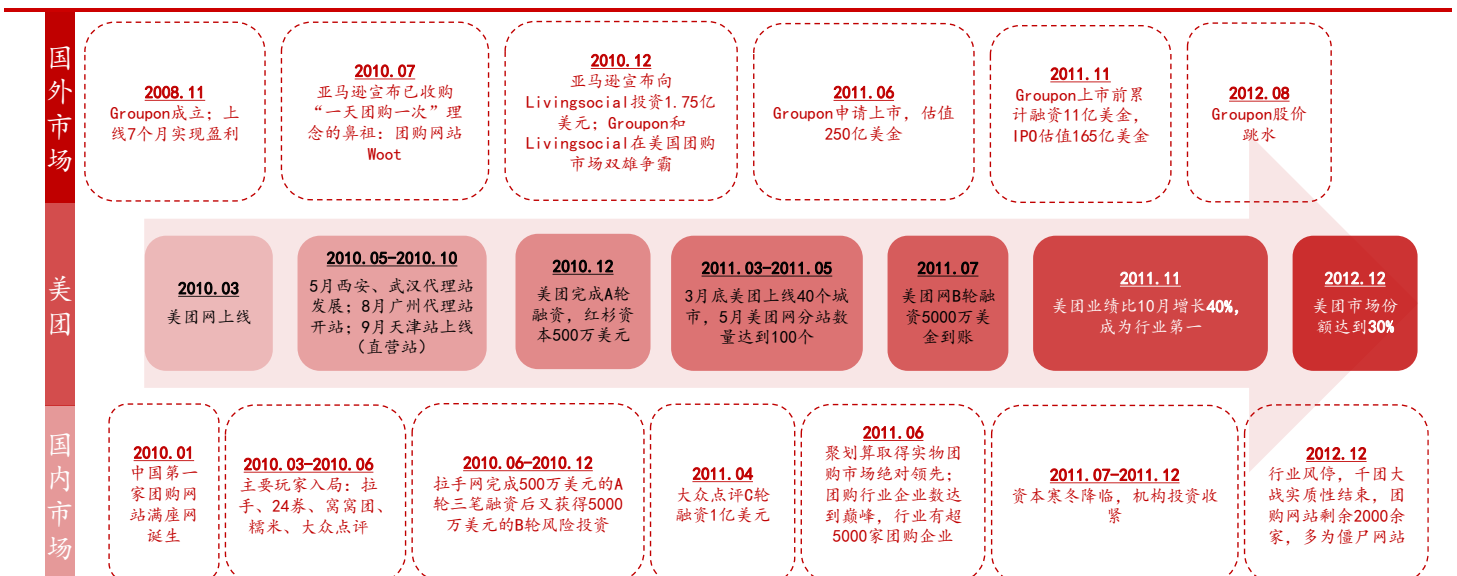 国外市场
2008.11
Groupon成立；上
线7个月实现盈利
2010.07
亚马逊宣布已收购
“一天团购一次”理
念的鼻祖：团购网站
Woot
2010.12
亚马逊宣布向
Livingsocial投资1.75亿
美元；Groupon和
Livingsocial在美国团购
市场双雄争霸
2011.06
Groupon申请上市，估值
250亿美金
2011.11
Groupon上市前累
计融资11亿美金，
IPO估值165亿美金
2012.08
Groupon股价
跳水
美团
2010.03
美团网上线
2010.05-2010.10
5月西安、武汉代理站
发展；8月广州代理站
开站；9月天津站上线
（直营站）
2010.12
美团完成A轮
融资，红杉资
本500万美元
2011.03-2011.05
3月底美团上线40个城
市，5月美团网分站数
量达到100个
2011.07
美团网B轮融
资5000万美
金到账
2011.11
美团业绩比10月增长40%，
成为行业第一
2012.12
美团市场份
额达到30%
国内市场
2010.01
中国第一
家团购网
站满座网
诞生
2010.03-2010.06
主要玩家入局：拉
手、24券、窝窝团、
糯米、大众点评
2010.06-2010.12
拉手网完成500万美元的A
轮三笔融资后又获得5000
万美元的B轮风险投资
2011.04
大众点评C轮
融资1亿美元
2011.06
聚划算取得实物团
购市场绝对领先；
团购行业企业数达
到巅峰，行业有超
5000家团购企业
2011.07-2011.12
资本寒冬降临，机构投资收
紧
2012.12
行业风停，千团大
战实质性结束，团
购网站剩余2000余
家，多为僵尸网站